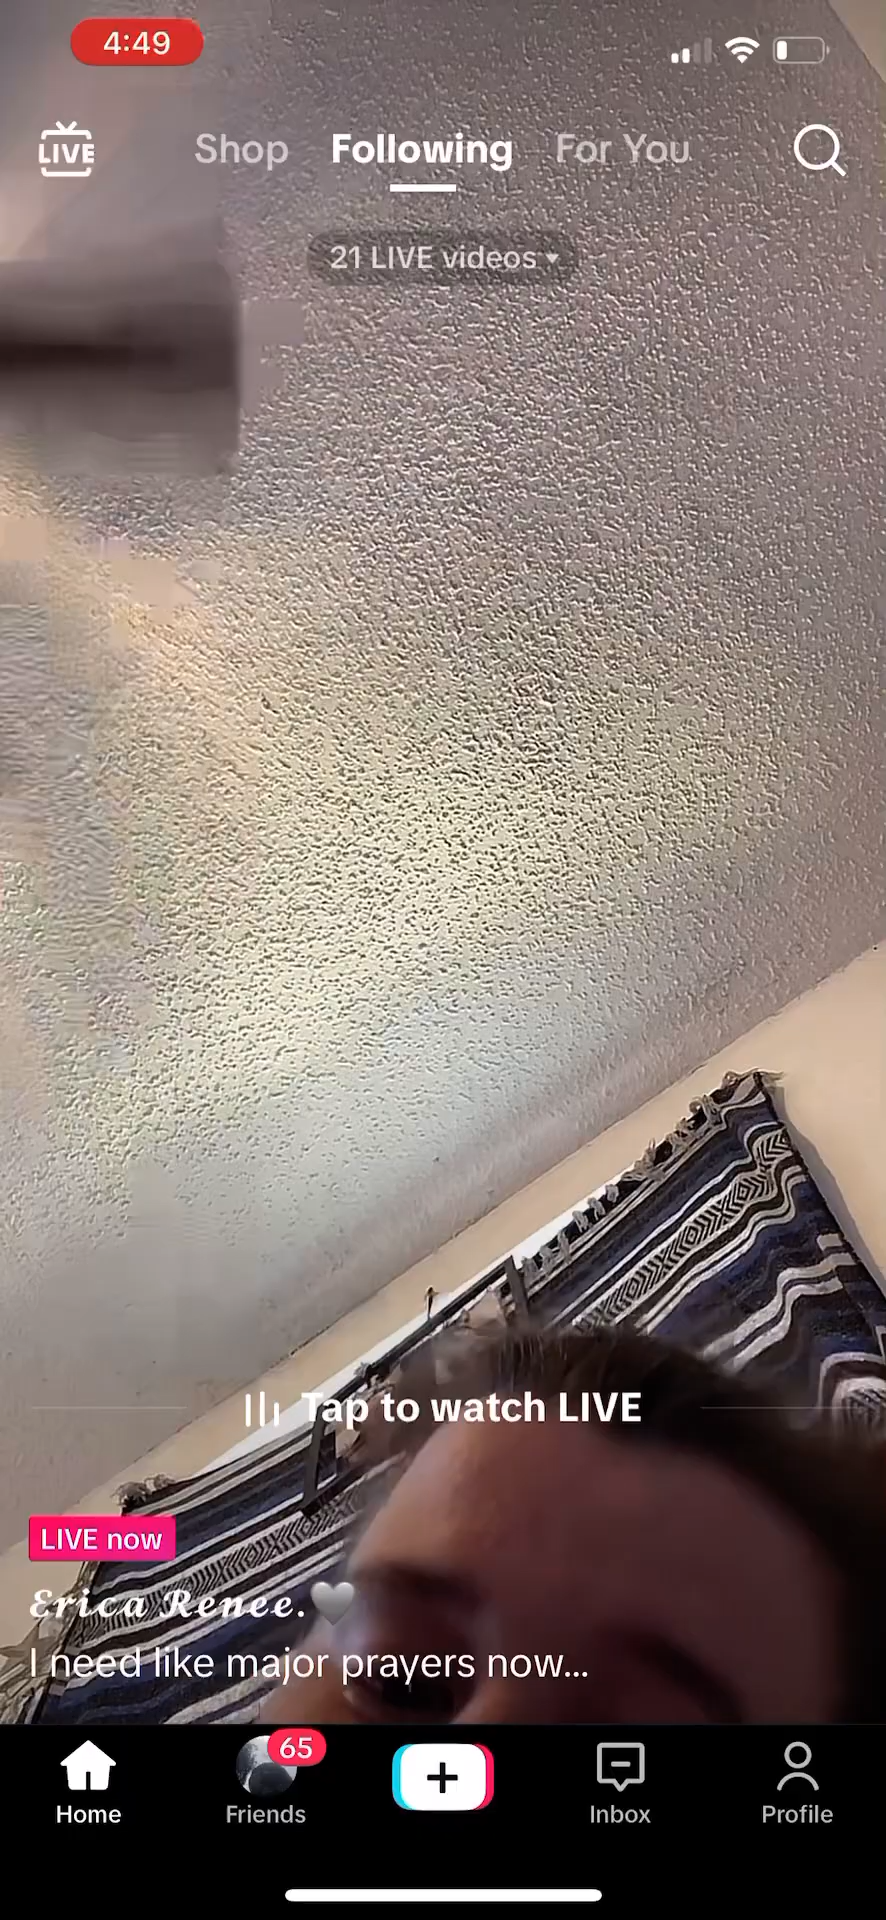 4:49
LIVE
Shop Following For You
21 LIVE videos
Tap to watch LIVE
LIVE now
Erica Renee.🩶
I need like major prayers now...
65
Home Friends Inbox Profile